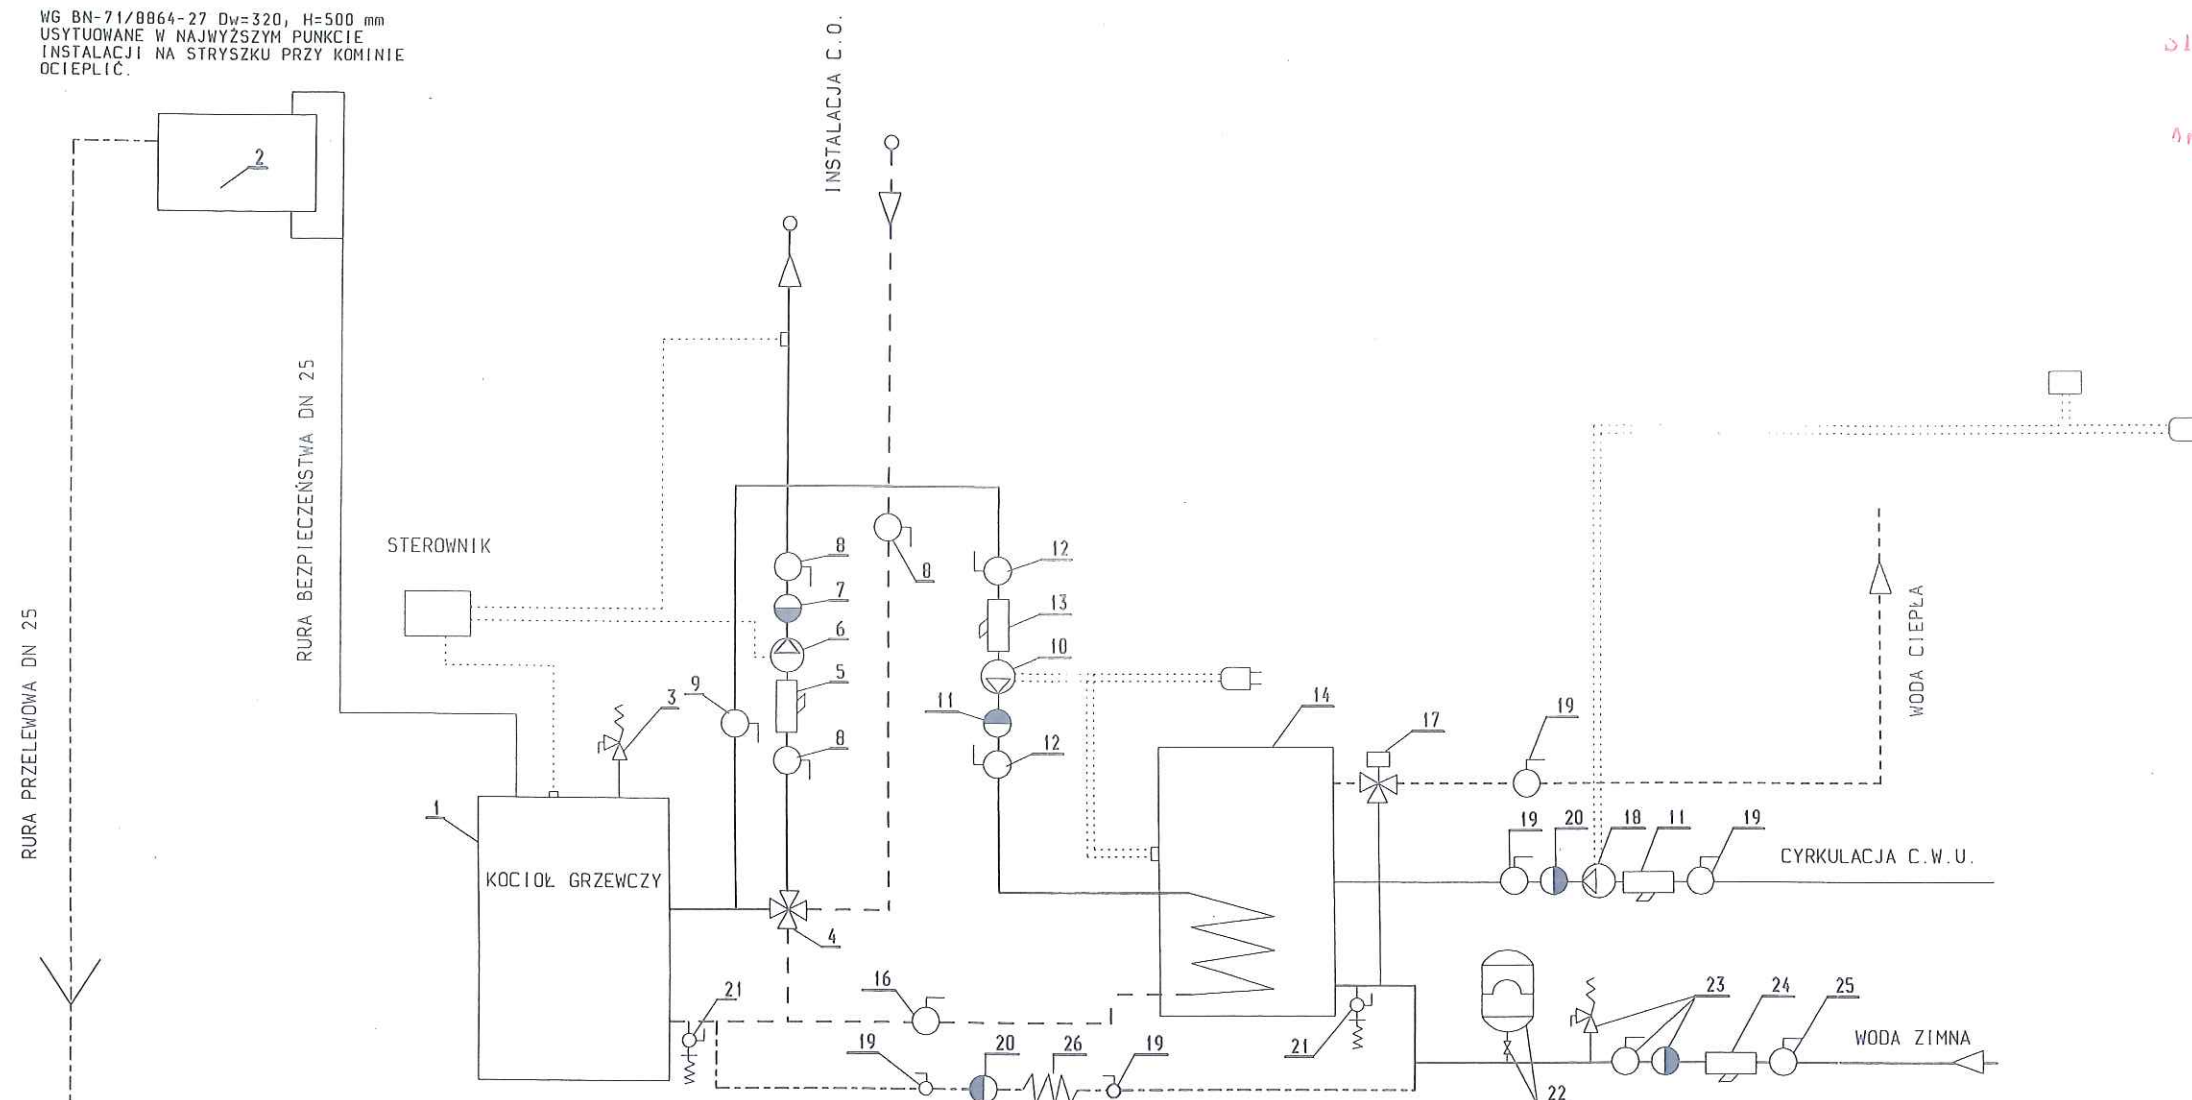 WG BN-71/8864-27 Dw=320, H=500 mm
USYTUOWANE W NAJWYŻSZYM PUNKCIE
INSTALACJI NA STRYSZKU PRZY KOMINIE
OCIEPLIĆ.
INSTALACJA C.O.
2
RURA BEZPIECZEŃSTWA DN 25
STEROWNIK
RURA PRZELEWOWA DN 25
8
8
12
7
13
6
10
5
9
3
11
8
12
14
17
19
WODA CIEPŁA
1
KOCIOŁ GRZEWCZY
4
19
20
18
11
19
CYRKULACJA C.W.U.
21
16
23
24
25
WODA ZIMNA
19
20
26
19
21
22